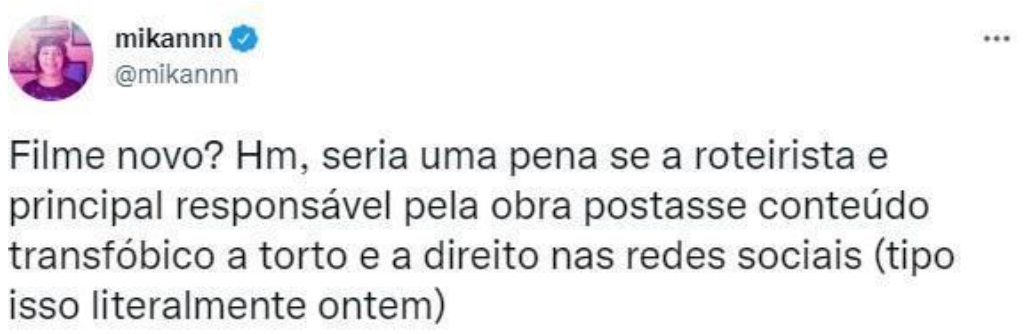 mikannn
@mikannn
Filme novo? Hm, seria uma pena se a roteirista e
principal responsável pela obra postasse conteúdo
transfóbico a torto e a direito nas redes sociais (tipo
isso literalmente ontem)